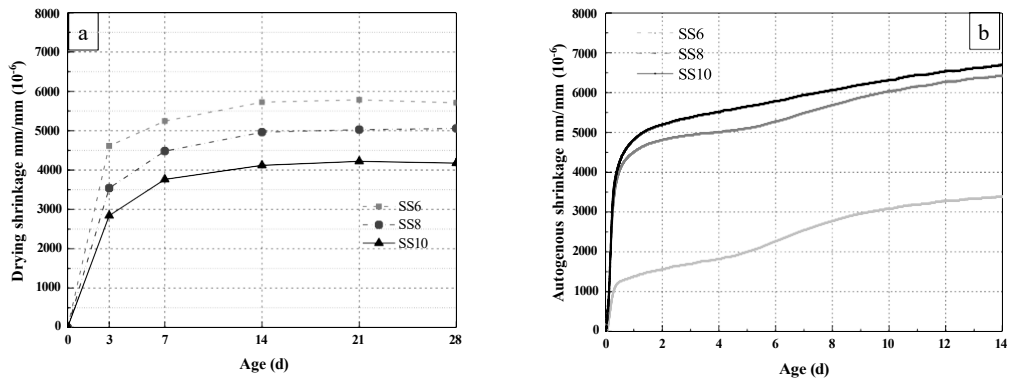 a
Drying shrinkage mm/mm (10⁻⁶)
8000
7000
6000
5000
4000
3000
2000
1000
0
0 3 7 14 21 28
Age (d)
SS6
SS8
SS10
b
Autogenous shrinkage mm/mm (10⁻⁶)
8000
7000
6000
5000
4000
3000
2000
1000
0
0 2 4 6 8 10 12 14
Age (d)
SS6
SS8
SS10